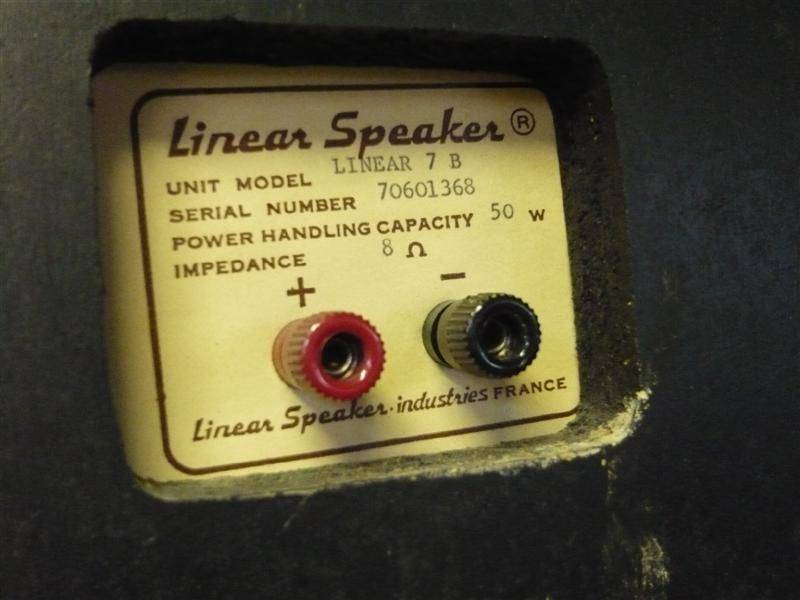 Linear Speaker ®
UNIT MODEL LINEAR 7 B
SERIAL NUMBER 70601368
POWER HANDLING CAPACITY 50 W
IMPEDANCE 8 Ω
+ −
Linear Speaker·industries FRANCE